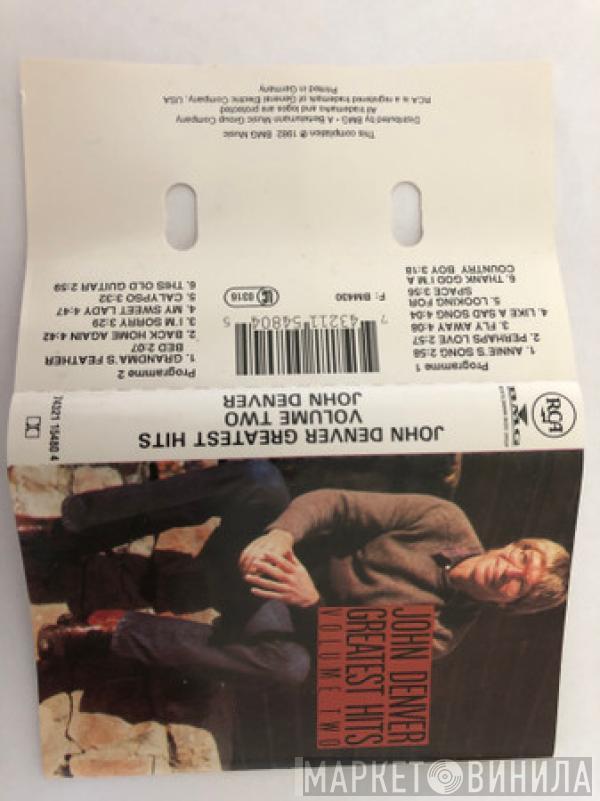 JOHN DENVER
GREATEST HITS
VOLUME TWO
RCA
BMG
JOHN DENVER GREATEST HITS
VOLUME TWO
JOHN DENVER
74321 15480 4
Programme 1
1. ANNE'S SONG 2:58
2. PERHAPS LOVE 2:57
3. FLY AWAY 4:08
4. LIKE A SAD SONG 4:04
5. LOOKING FOR
SPACE 3:56
6. THANK GOD I'M A
COUNTRY BOY 3:18
7 43211 54804 5
F: BM430
LC 0316
Programme 2
1. GRANDMA'S FEATHER
BED 2:07
2. BACK HOME AGAIN 4:42
3. I'M SORRY 3:29
4. MY SWEET LADY 4:47
5. CALYPSO 3:32
6. THIS OLD GUITAR 2:59
This compilation ℗ 1982 BMG Music
Distributed by BMG • A Bertelsmann Music Group Company
All trademarks and logos are protected
RCA is a registered trademark of General Electric Company, USA
Printed in Germany
МАРКЕТ ВИНИЛА